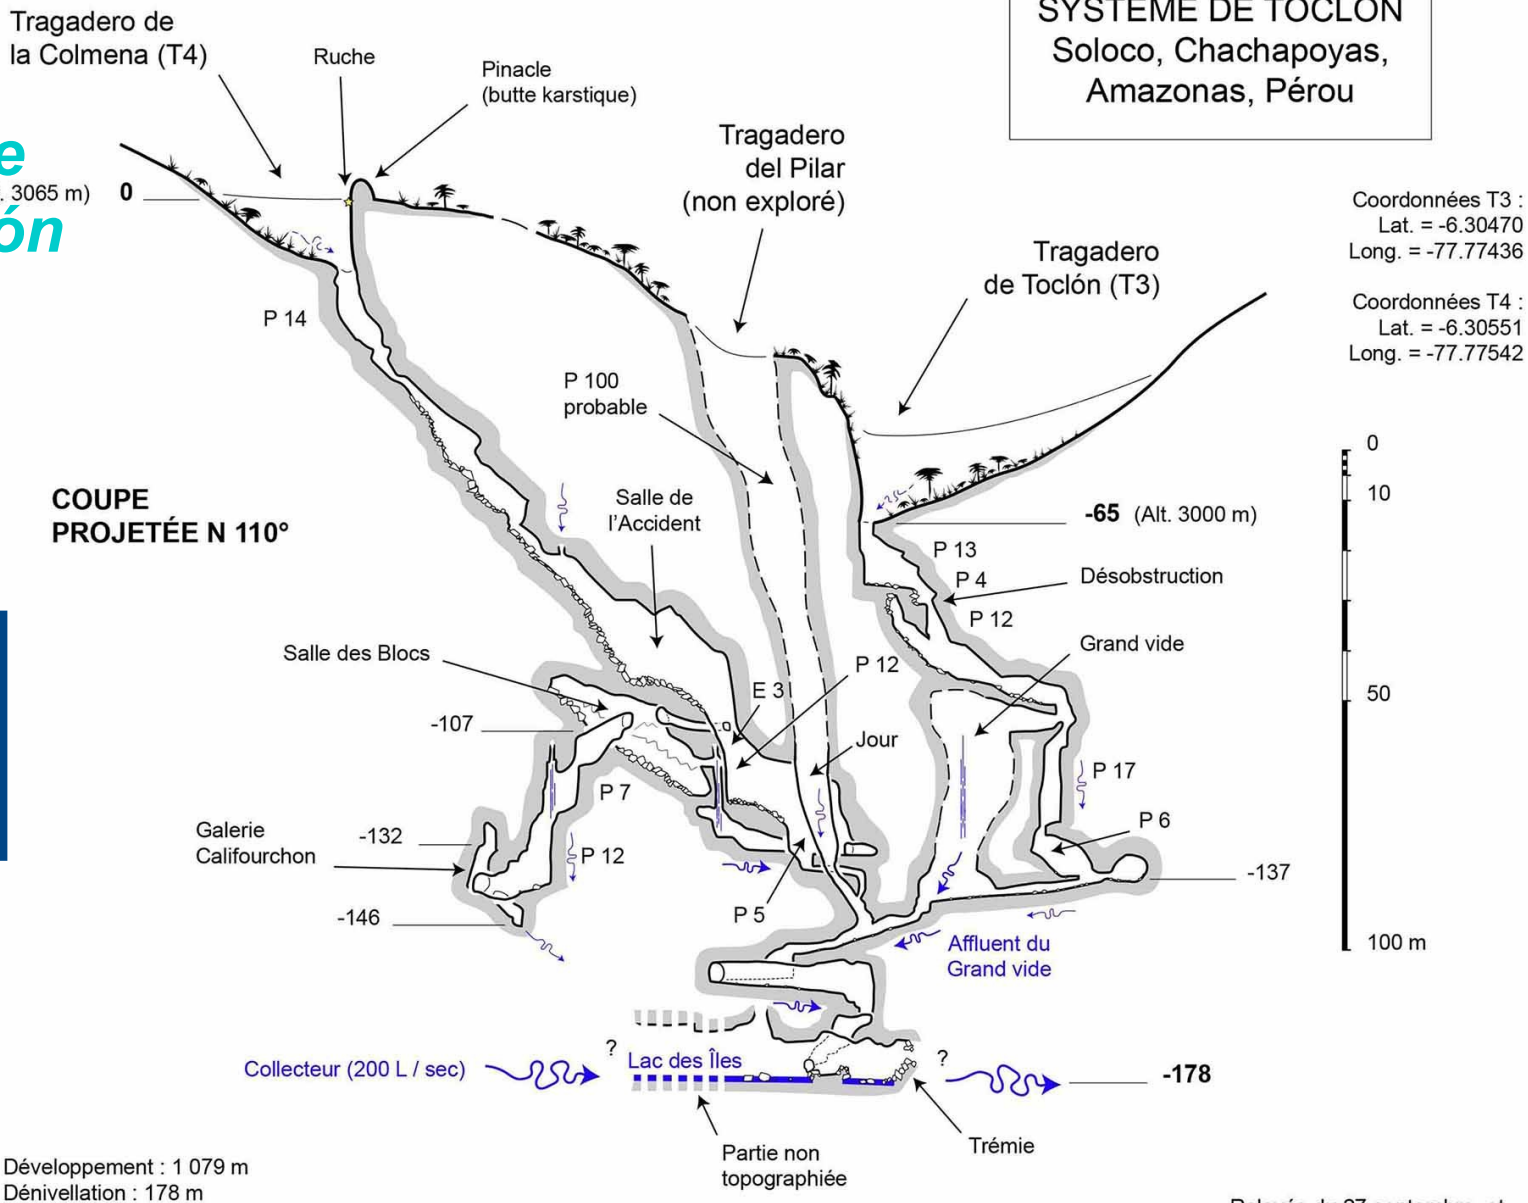 SYSTÈME DE TOCLÓN
Soloco, Chachapoyas,
Amazonas, Pérou
Tragadero de
la Colmena (T4)
Ruche
Pinacle
(butte karstique)
Tragadero
del Pilar
(non exploré)
3065 m)
0
Tragadero
de Toclón (T3)
Coordonnées T3 :
Lat. = -6.30470
Long. = -77.77436
Coordonnées T4 :
Lat. = -6.30551
Long. = -77.77542
P 14
P 100
probable
COUPE
PROJETÉE N 110°
Salle de
l'Accident
0
10
50
100 m
-65 (Alt. 3000 m)
P 13
P 4
Désobstruction
P 12
Grand vide
Salle des Blocs
P 12
E 3
-107
Jour
P 7
P 17
P 6
Galerie
Califourchon
-132
P 12
-137
-146
P 5
Affluent du
Grand vide
Collecteur (200 L / sec)
?
Lac des Îles
?
-178
Partie non
topographiée
Trémie
Développement : 1 079 m
Dénivellation : 178 m